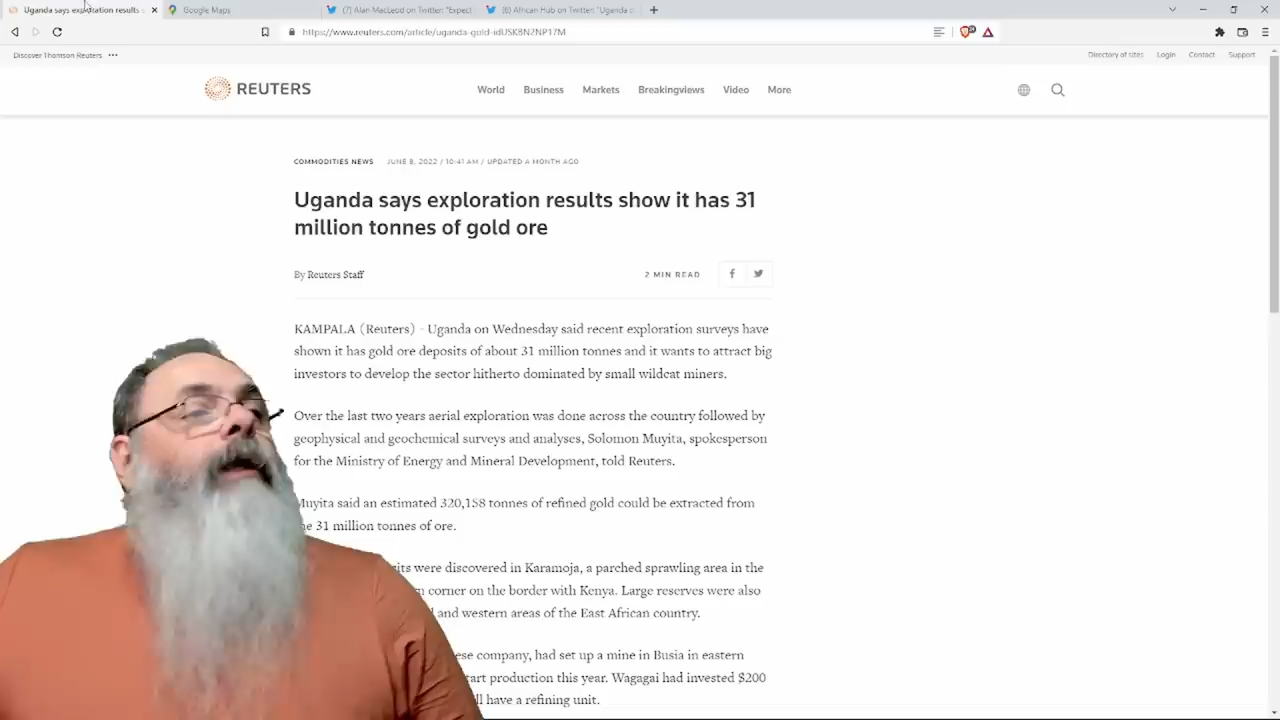 Uganda says exploration results
Google Maps
(7) Alan MacLeod on Twitter: "Expect
(6) African Hub on Twitter: "Uganda d
https://www.reuters.com/article/uganda-gold-idUSKBN2NP17M
Discover Thomson Reuters
Directory of sites Login Contact Support
REUTERS
World Business Markets Breakingviews Video More
COMMODITIES NEWS JUNE 8, 2022 / 10:41 AM / UPDATED A MONTH AGO
Uganda says exploration results show it has 31
million tonnes of gold ore
By Reuters Staff
2 MIN READ
KAMPALA (Reuters) - Uganda on Wednesday said recent exploration surveys have
shown it has gold ore deposits of about 31 million tonnes and it wants to attract big
investors to develop the sector hitherto dominated by small wildcat miners.
Over the last two years aerial exploration was done across the country followed by
geophysical and geochemical surveys and analyses, Solomon Muyita, spokesperson
for the Ministry of Energy and Mineral Development, told Reuters.
Muyita said an estimated 320,158 tonnes of refined gold could be extracted from
31 million tonnes of ore.
were discovered in Karamoja, a parched sprawling area in the
corner on the border with Kenya. Large reserves were also
and western areas of the East African country.
company, had set up a mine in Busia in eastern
production this year. Wagagai had invested $200
have a refining unit.